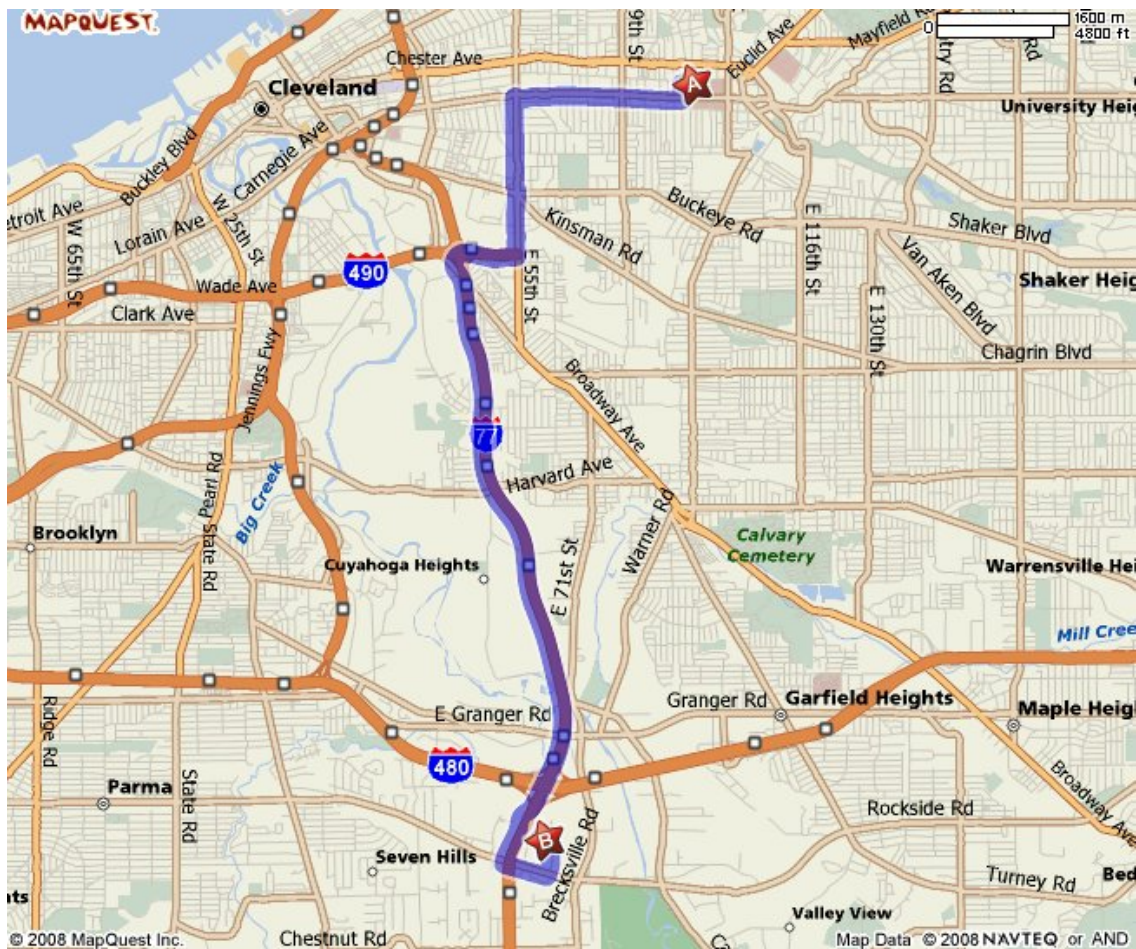 MAPQUEST.
1600 m
0
4800 ft
Chester Ave
Euclid Ave
Mayfield Rd
Cleveland
A
University Heig
Buckley Blvd
Carnegie Ave
etroit Ave
Lorain Ave
W 25th St
W 65th St
Buckeye Rd
Kinsman Rd
E 116th St
Shaker Blvd
Van Aken Blvd
490
E 55th St
Shaker Heig
Wade Ave
Clark Ave
E 130th St
Chagrin Blvd
Jennings Fwy
Broadway Ave
77
Harvard Ave
Pearl Rd
Big Creek
Brooklyn
State Rd
Warner Rd
Calvary
Cemetery
Cuyahoga Heights
E 71st St
Warrensville Hei
Mill Cree
Ridge Rd
E Granger Rd
Granger Rd
Garfield Heights
Maple Heig
480
Parma
State Rd
Broadway Ave
Rockside Rd
B
Seven Hills
Brecksville Rd
Turney Rd
Bed
Valley View
Chestnut Rd
© 2008 MapQuest Inc.
Map Data © 2008 NAVTEQ or AND